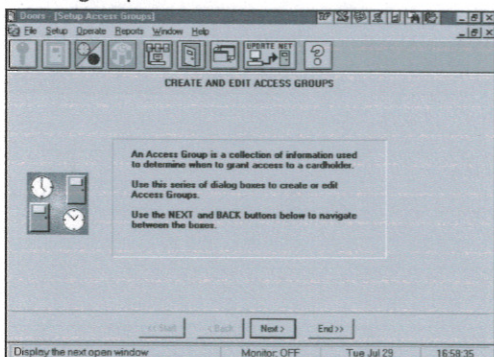 Doors - [Setup Access Groups]
File Setup Operate Reports Window Help
UPDATE NET
CREATE AND EDIT ACCESS GROUPS
An Access Group is a collection of information used
to determine when to grant access to a cardholder.
Use this series of dialog boxes to create or edit
Access Groups.
Use the NEXT and BACK buttons below to navigate
between the boxes.
<< Start < Back Next > End >>
Display the next open window Monitor: OFF Tue Jul 29 16:58:35